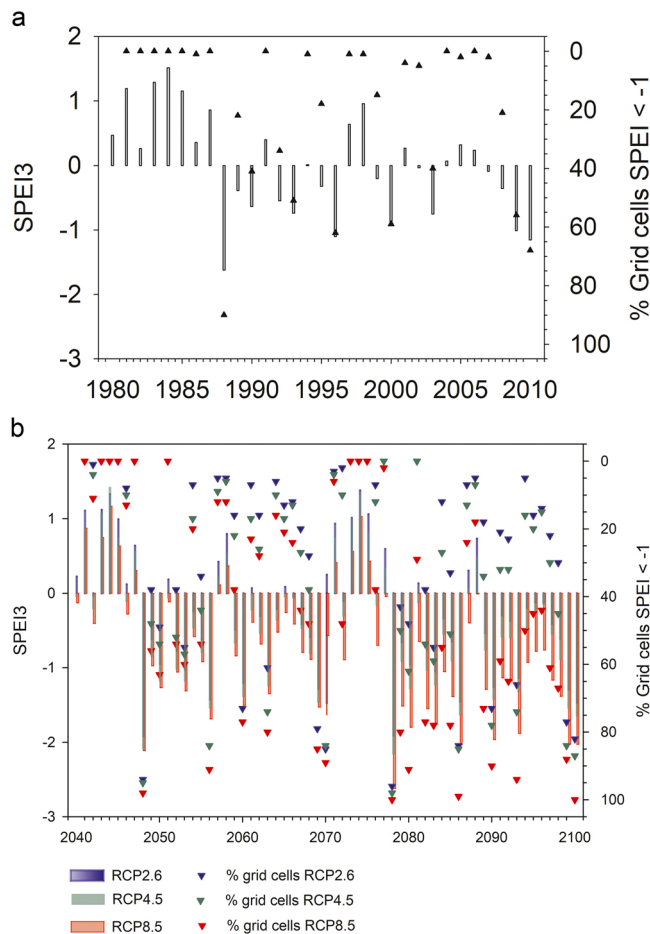 a
SPEI3
2
1
0
-1
-2
-3
0
20
40
60
80
100
% Grid cells SPEI < -1
1980 1985 1990 1995 2000 2005 2010
b
SPEI3
2
1
0
-1
-2
-3
0
20
40
60
80
100
% Grid cells SPEI < -1
2040 2050 2060 2070 2080 2090 2100
RCP2.6 % grid cells RCP2.6
RCP4.5 % grid cells RCP4.5
RCP8.5 % grid cells RCP8.5